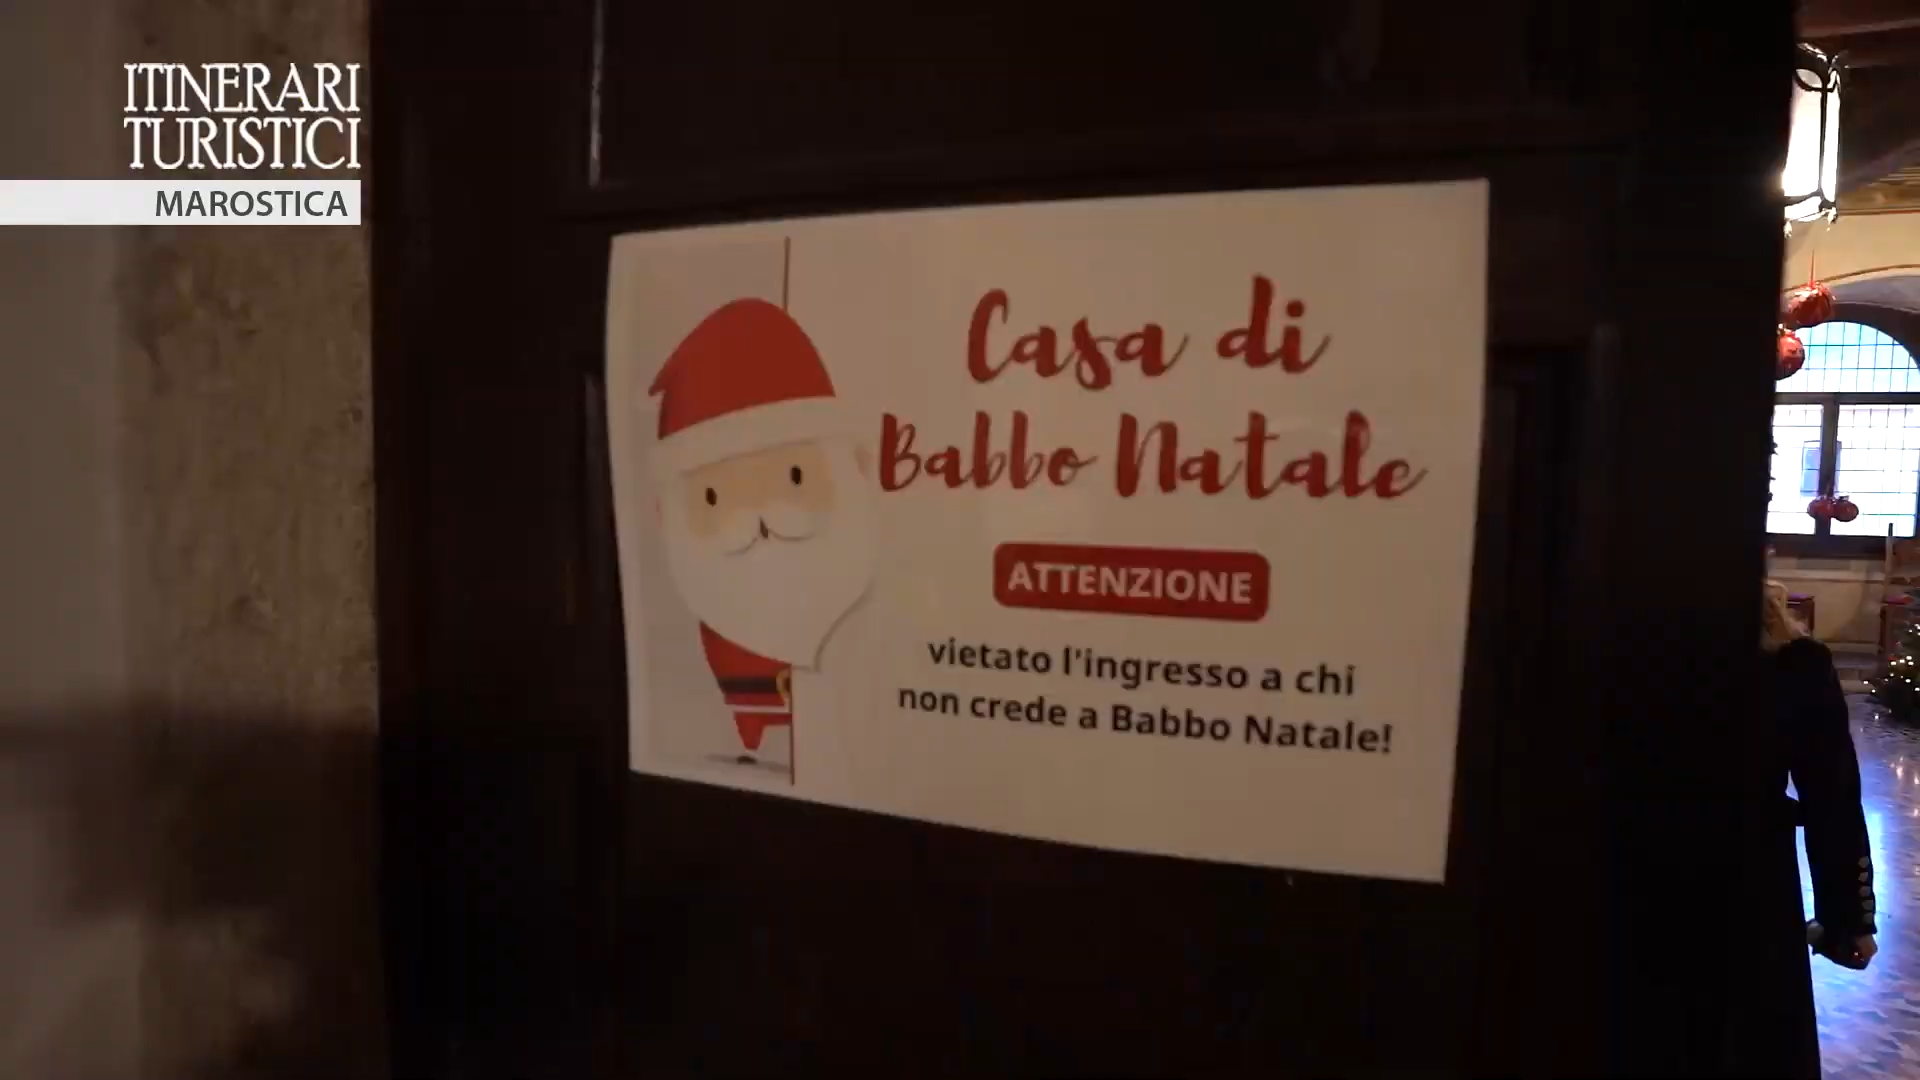 ITINERARI
TURISTICI
MAROSTICA
Casa di
Babbo Natale
ATTENZIONE
vietato l'ingresso a chi
non crede a Babbo Natale!